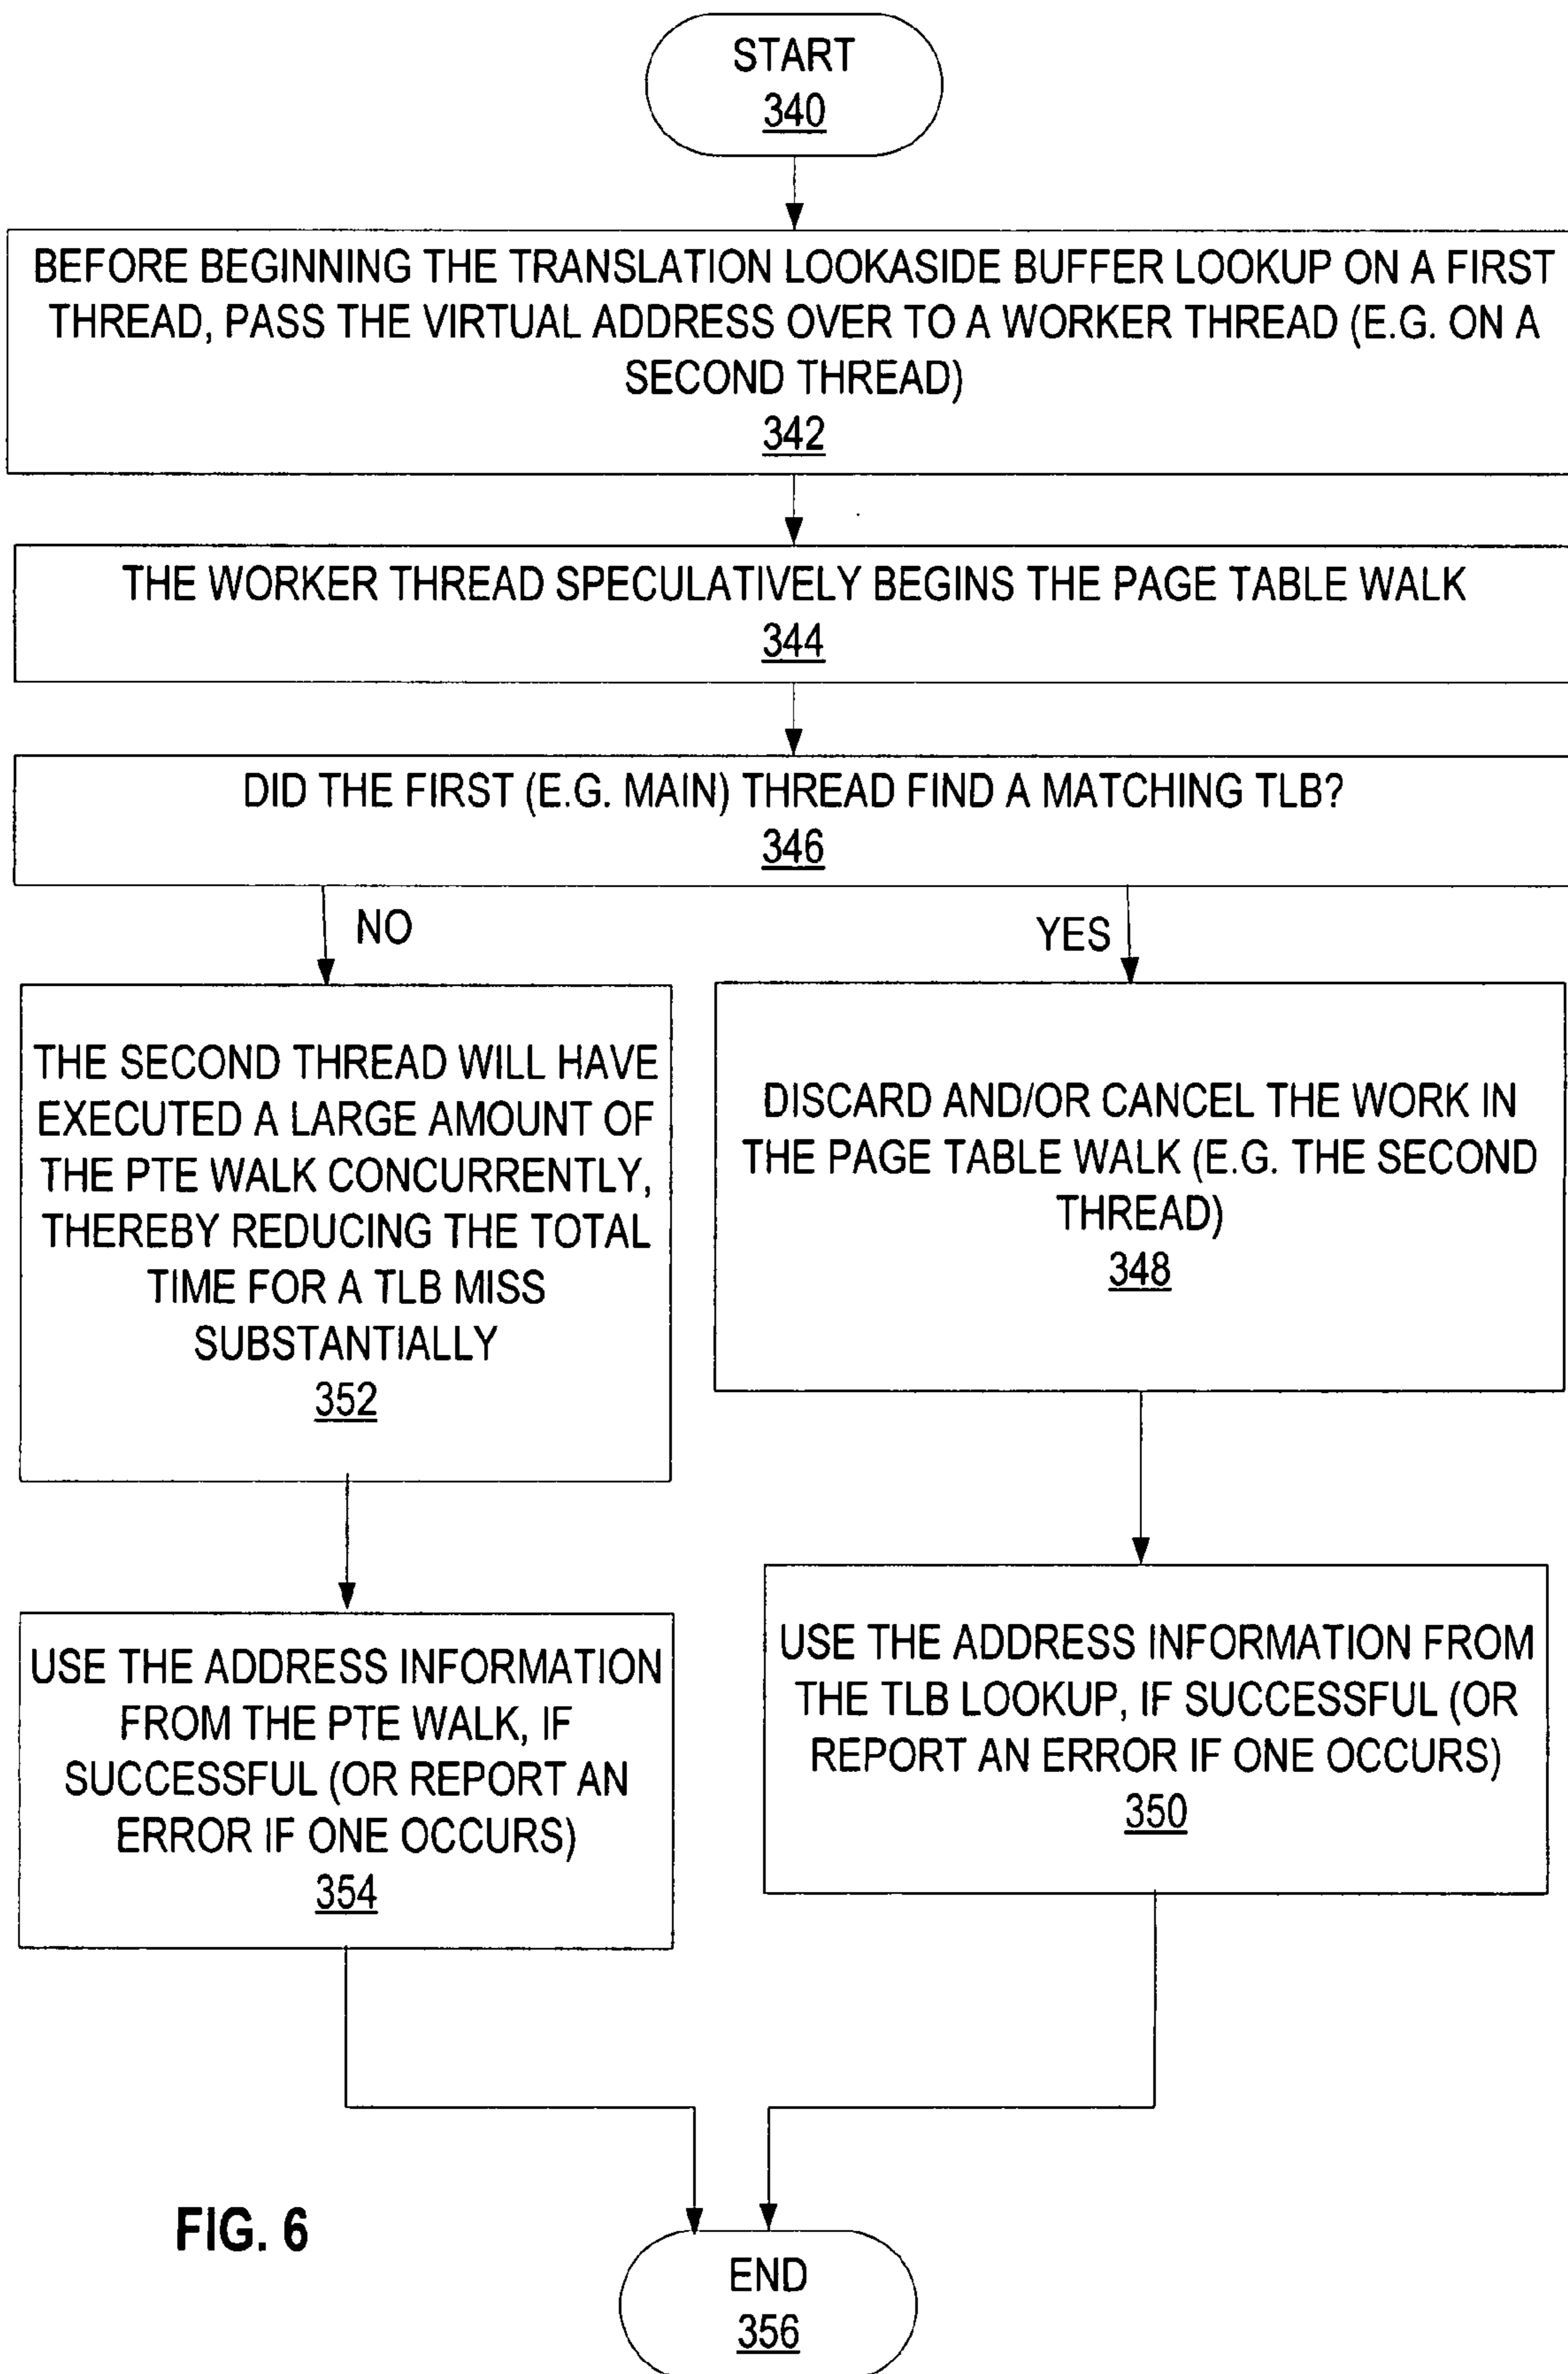 START
340
BEFORE BEGINNING THE TRANSLATION LOOKASIDE BUFFER LOOKUP ON A FIRST
THREAD, PASS THE VIRTUAL ADDRESS OVER TO A WORKER THREAD (E.G. ON A
SECOND THREAD)
342
THE WORKER THREAD SPECULATIVELY BEGINS THE PAGE TABLE WALK
344
DID THE FIRST (E.G. MAIN) THREAD FIND A MATCHING TLB?
346
NO
YES
THE SECOND THREAD WILL HAVE
EXECUTED A LARGE AMOUNT OF
THE PTE WALK CONCURRENTLY,
THEREBY REDUCING THE TOTAL
TIME FOR A TLB MISS
SUBSTANTIALLY
352
DISCARD AND/OR CANCEL THE WORK IN
THE PAGE TABLE WALK (E.G. THE SECOND
THREAD)
348
USE THE ADDRESS INFORMATION
FROM THE PTE WALK, IF
SUCCESSFUL (OR REPORT AN
ERROR IF ONE OCCURS)
354
USE THE ADDRESS INFORMATION FROM
THE TLB LOOKUP, IF SUCCESSFUL (OR
REPORT AN ERROR IF ONE OCCURS)
350
FIG. 6
END
356